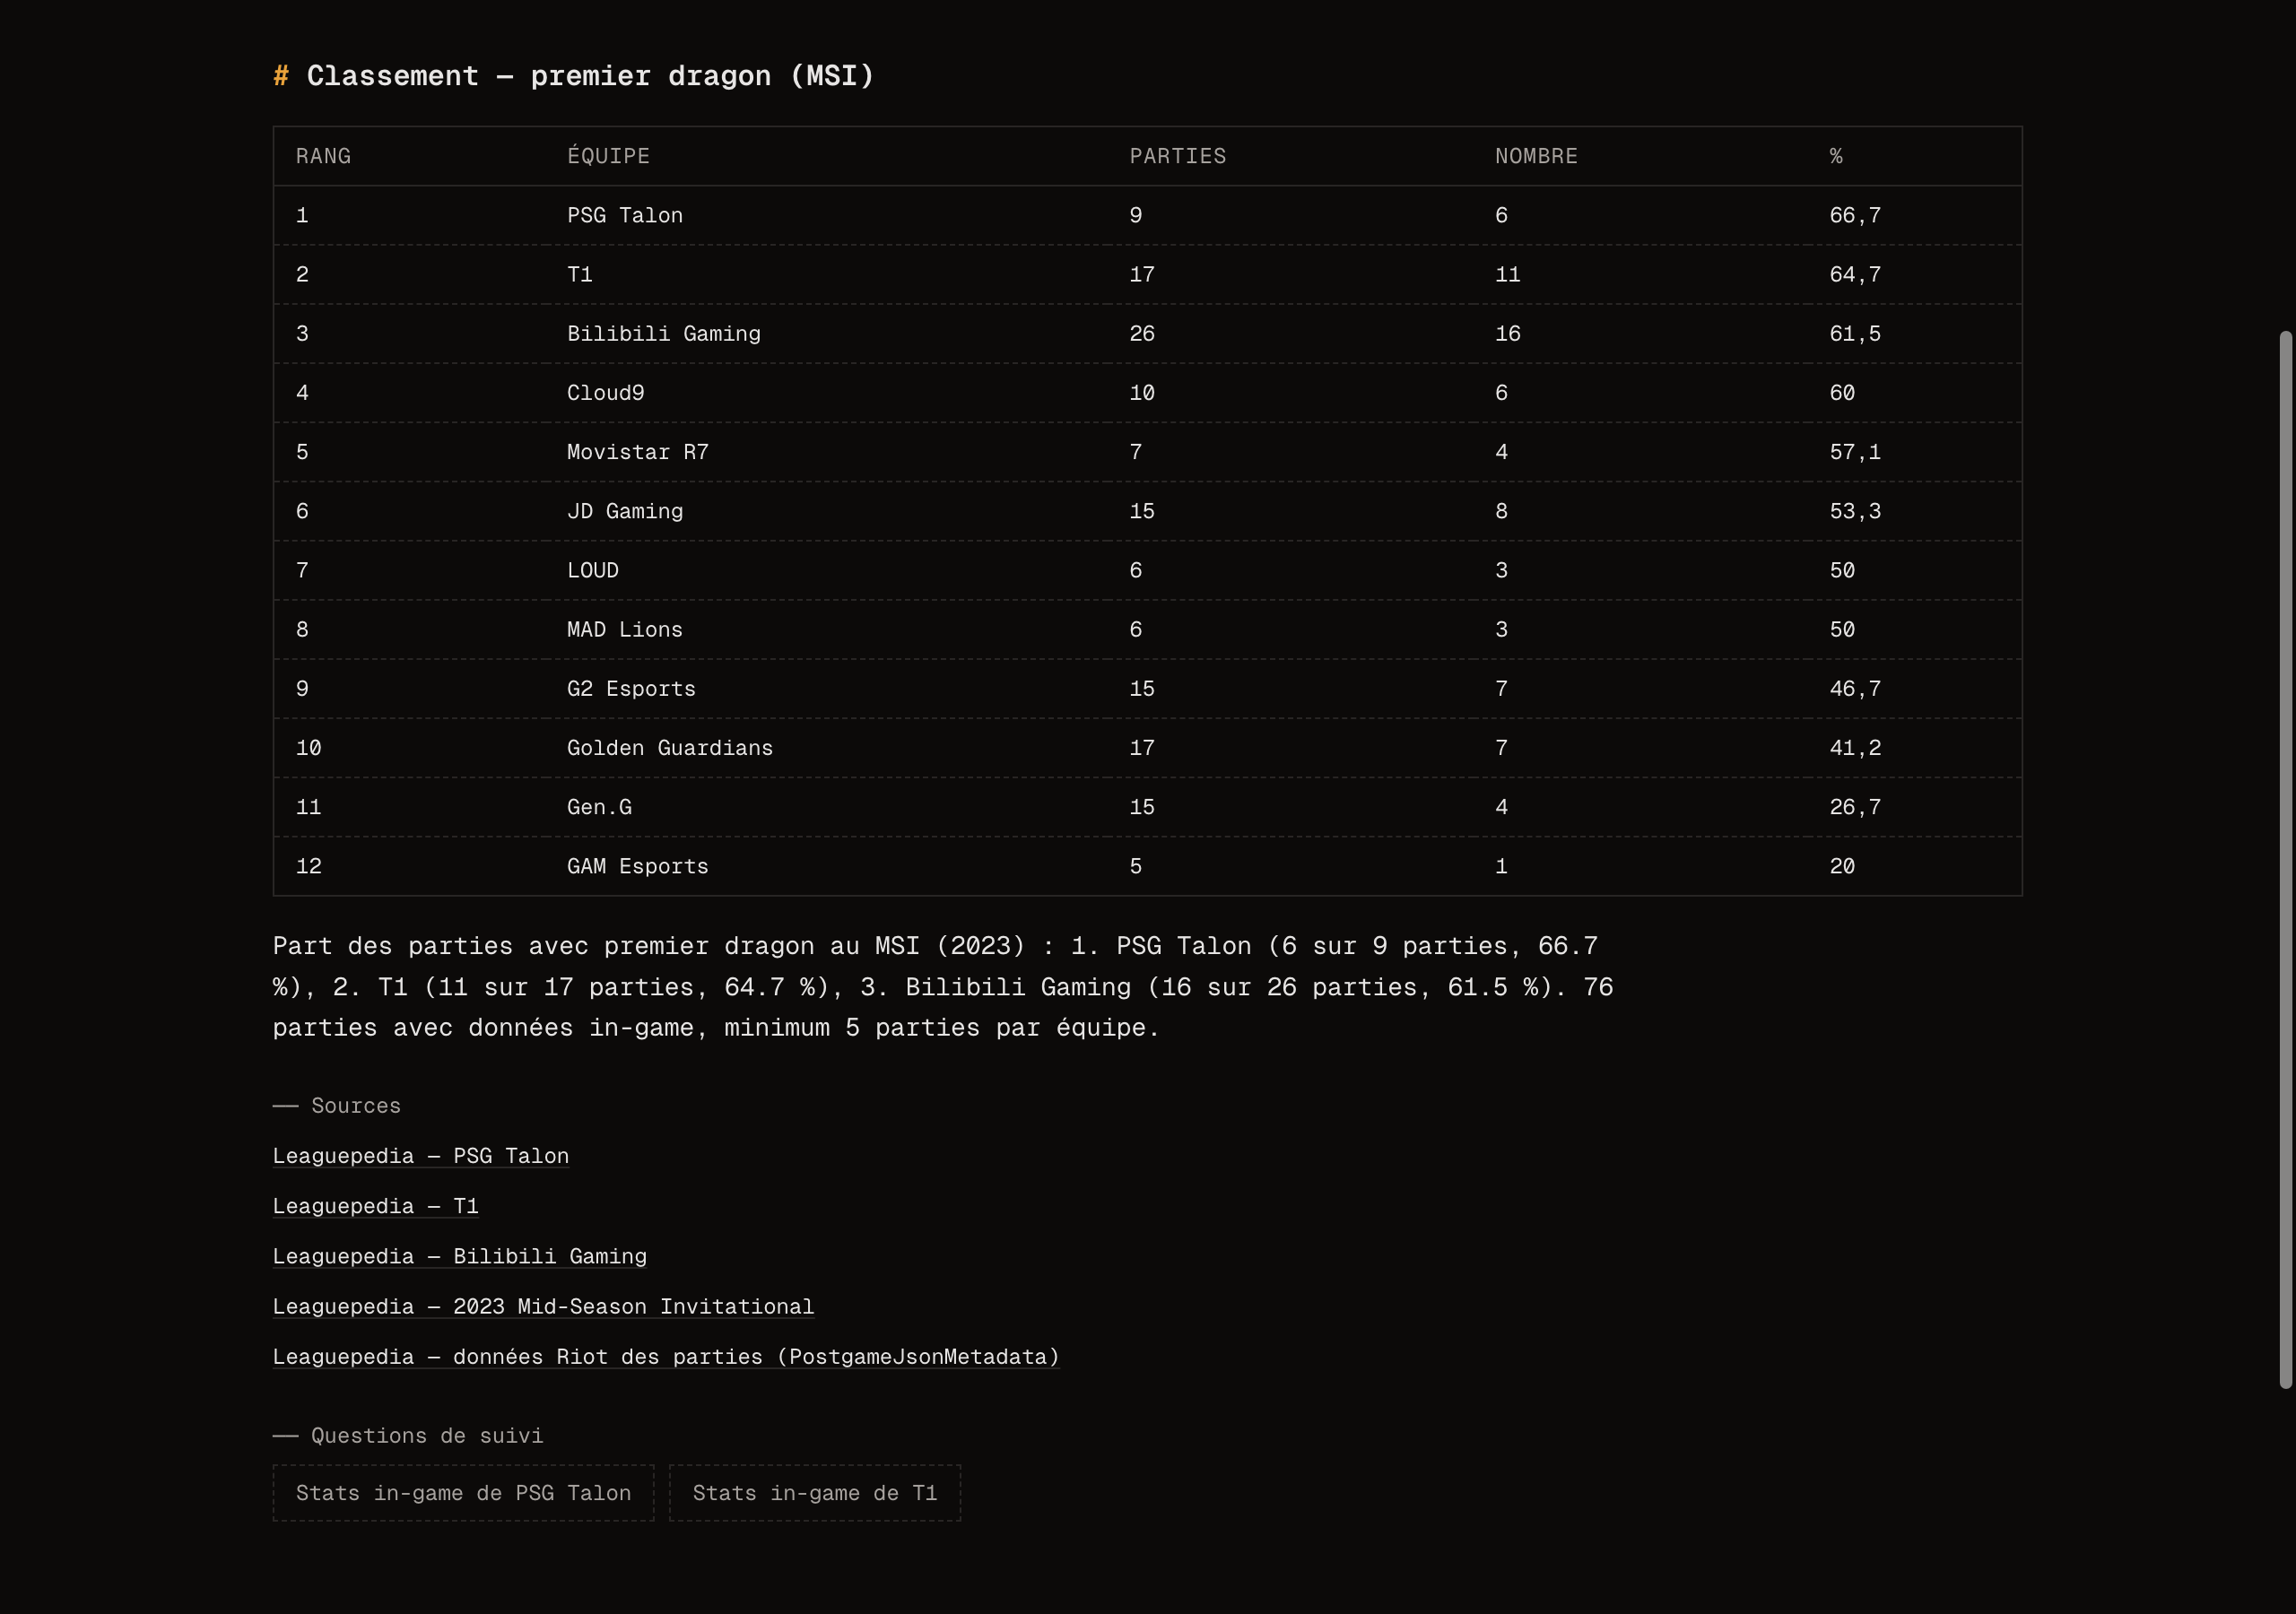 # Classement — premier dragon (MSI)
RANG ÉQUIPE PARTIES NOMBRE %
1 PSG Talon 9 6 66,7
2 T1 17 11 64,7
3 Bilibili Gaming 26 16 61,5
4 Cloud9 10 6 60
5 Movistar R7 7 4 57,1
6 JD Gaming 15 8 53,3
7 LOUD 6 3 50
8 MAD Lions 6 3 50
9 G2 Esports 15 7 46,7
10 Golden Guardians 17 7 41,2
11 Gen.G 15 4 26,7
12 GAM Esports 5 1 20
Part des parties avec premier dragon au MSI (2023) : 1. PSG Talon (6 sur 9 parties, 66.7
%), 2. T1 (11 sur 17 parties, 64.7 %), 3. Bilibili Gaming (16 sur 26 parties, 61.5 %). 76
parties avec données in-game, minimum 5 parties par équipe.
── Sources
Leaguepedia — PSG Talon
Leaguepedia — T1
Leaguepedia — Bilibili Gaming
Leaguepedia — 2023 Mid-Season Invitational
Leaguepedia — données Riot des parties (PostgameJsonMetadata)
── Questions de suivi
Stats in-game de PSG Talon Stats in-game de T1